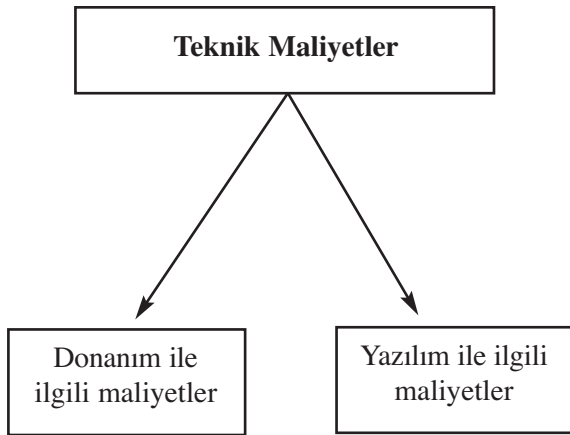 Teknik Maliyetler
Donanım ile
ilgili maliyetler
Yazılım ile ilgili
maliyetler